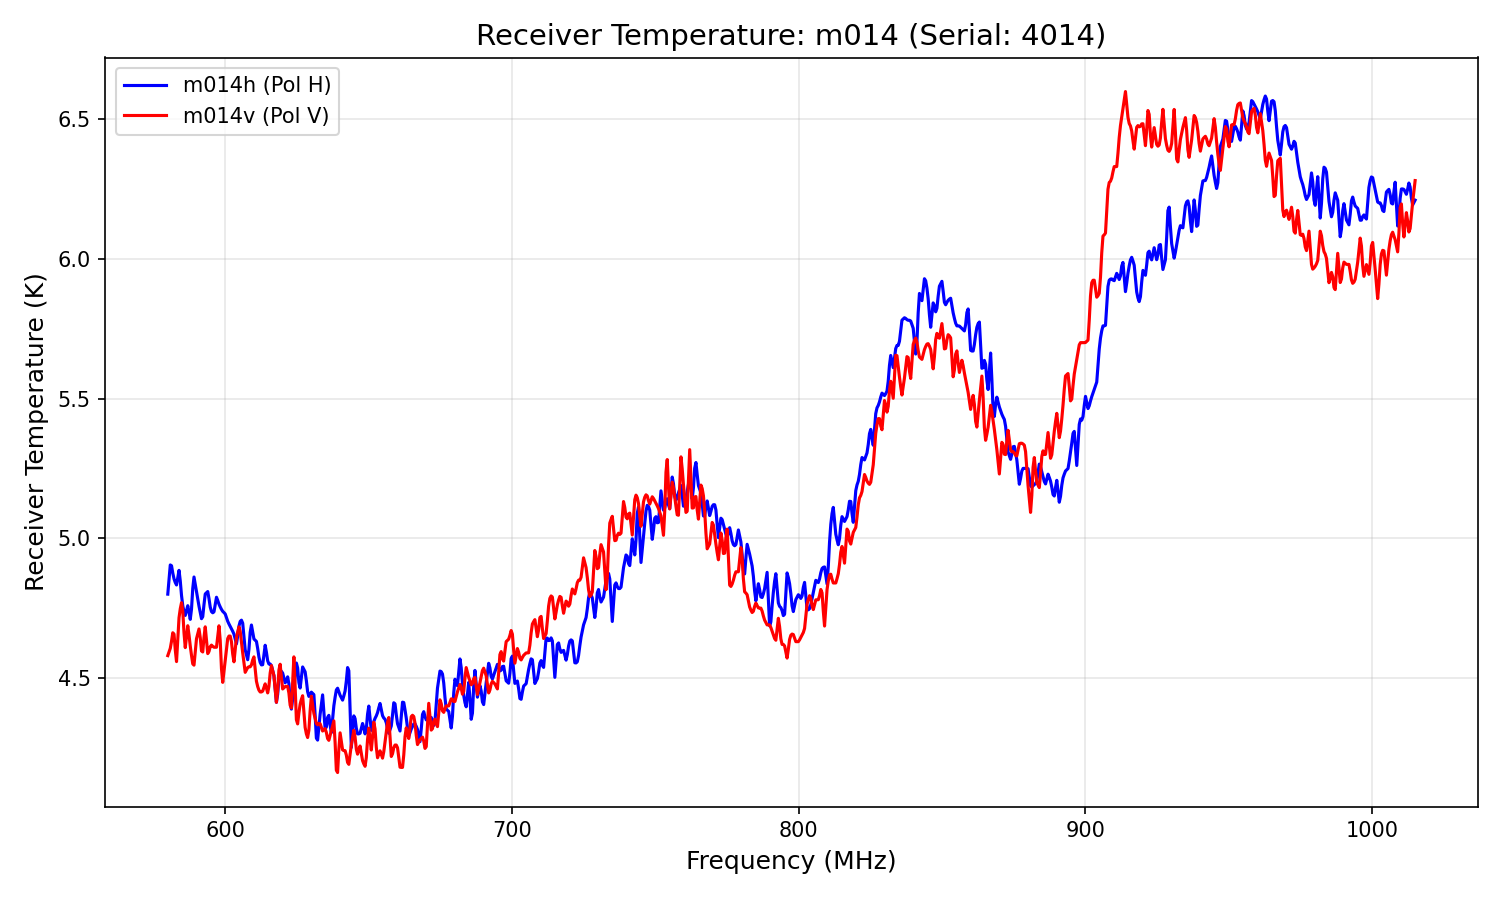 Receiver Temperature: m014 (Serial: 4014)
m014h (Pol H)
m014v (Pol V)
Receiver Temperature (K)
6.5
6.0
5.5
5.0
4.5
600 700 800 900 1000
Frequency (MHz)